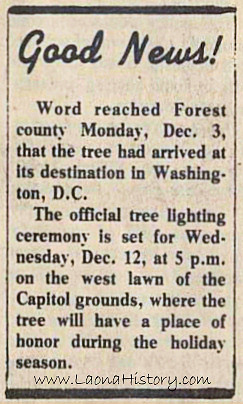 Good News!
Word reached Forest
county Monday, Dec. 3,
that the tree had arrived at
its destination in Washing-
ton, D.C.
The official tree lighting
ceremony is set for Wed-
nesday, Dec. 12, at 5 p.m.
on the west lawn of the
Capitol grounds, where the
tree will have a place of
honor during the holiday
season.
www.LaonaHistory.com